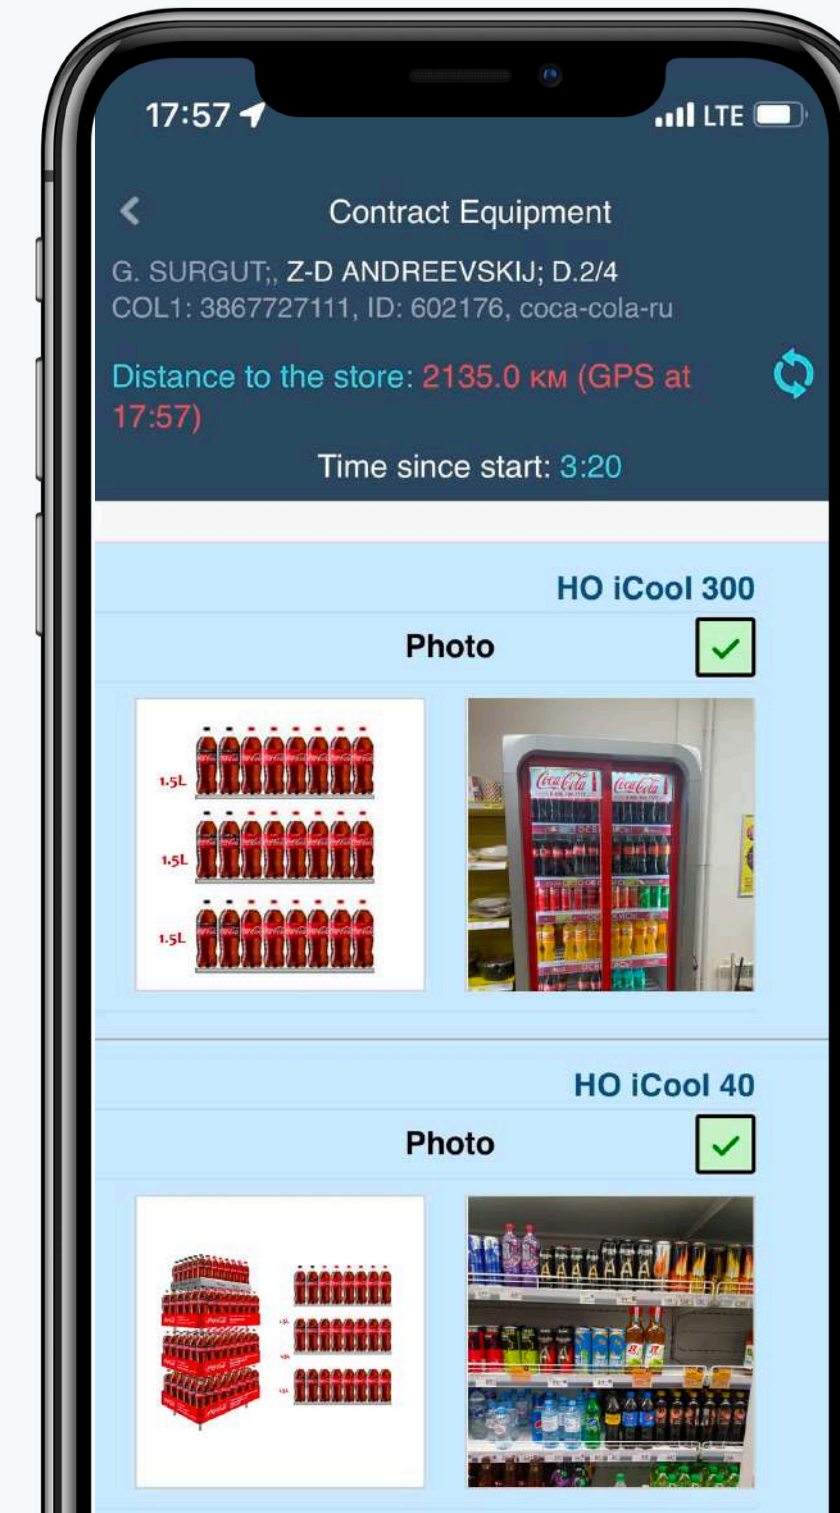 17:57
LTE
Contract Equipment
G. SURGUT;, Z-D ANDREEVSKIJ; D.2/4
COL1: 3867727111, ID: 602176, coca-cola-ru
Distance to the store: 2135.0 км (GPS at
17:57)
Time since start: 3:20
HO iCool 300
Photo
1.5L
1.5L
1.5L
Coca-Cola
Coca-Cola
HO iCool 40
Photo